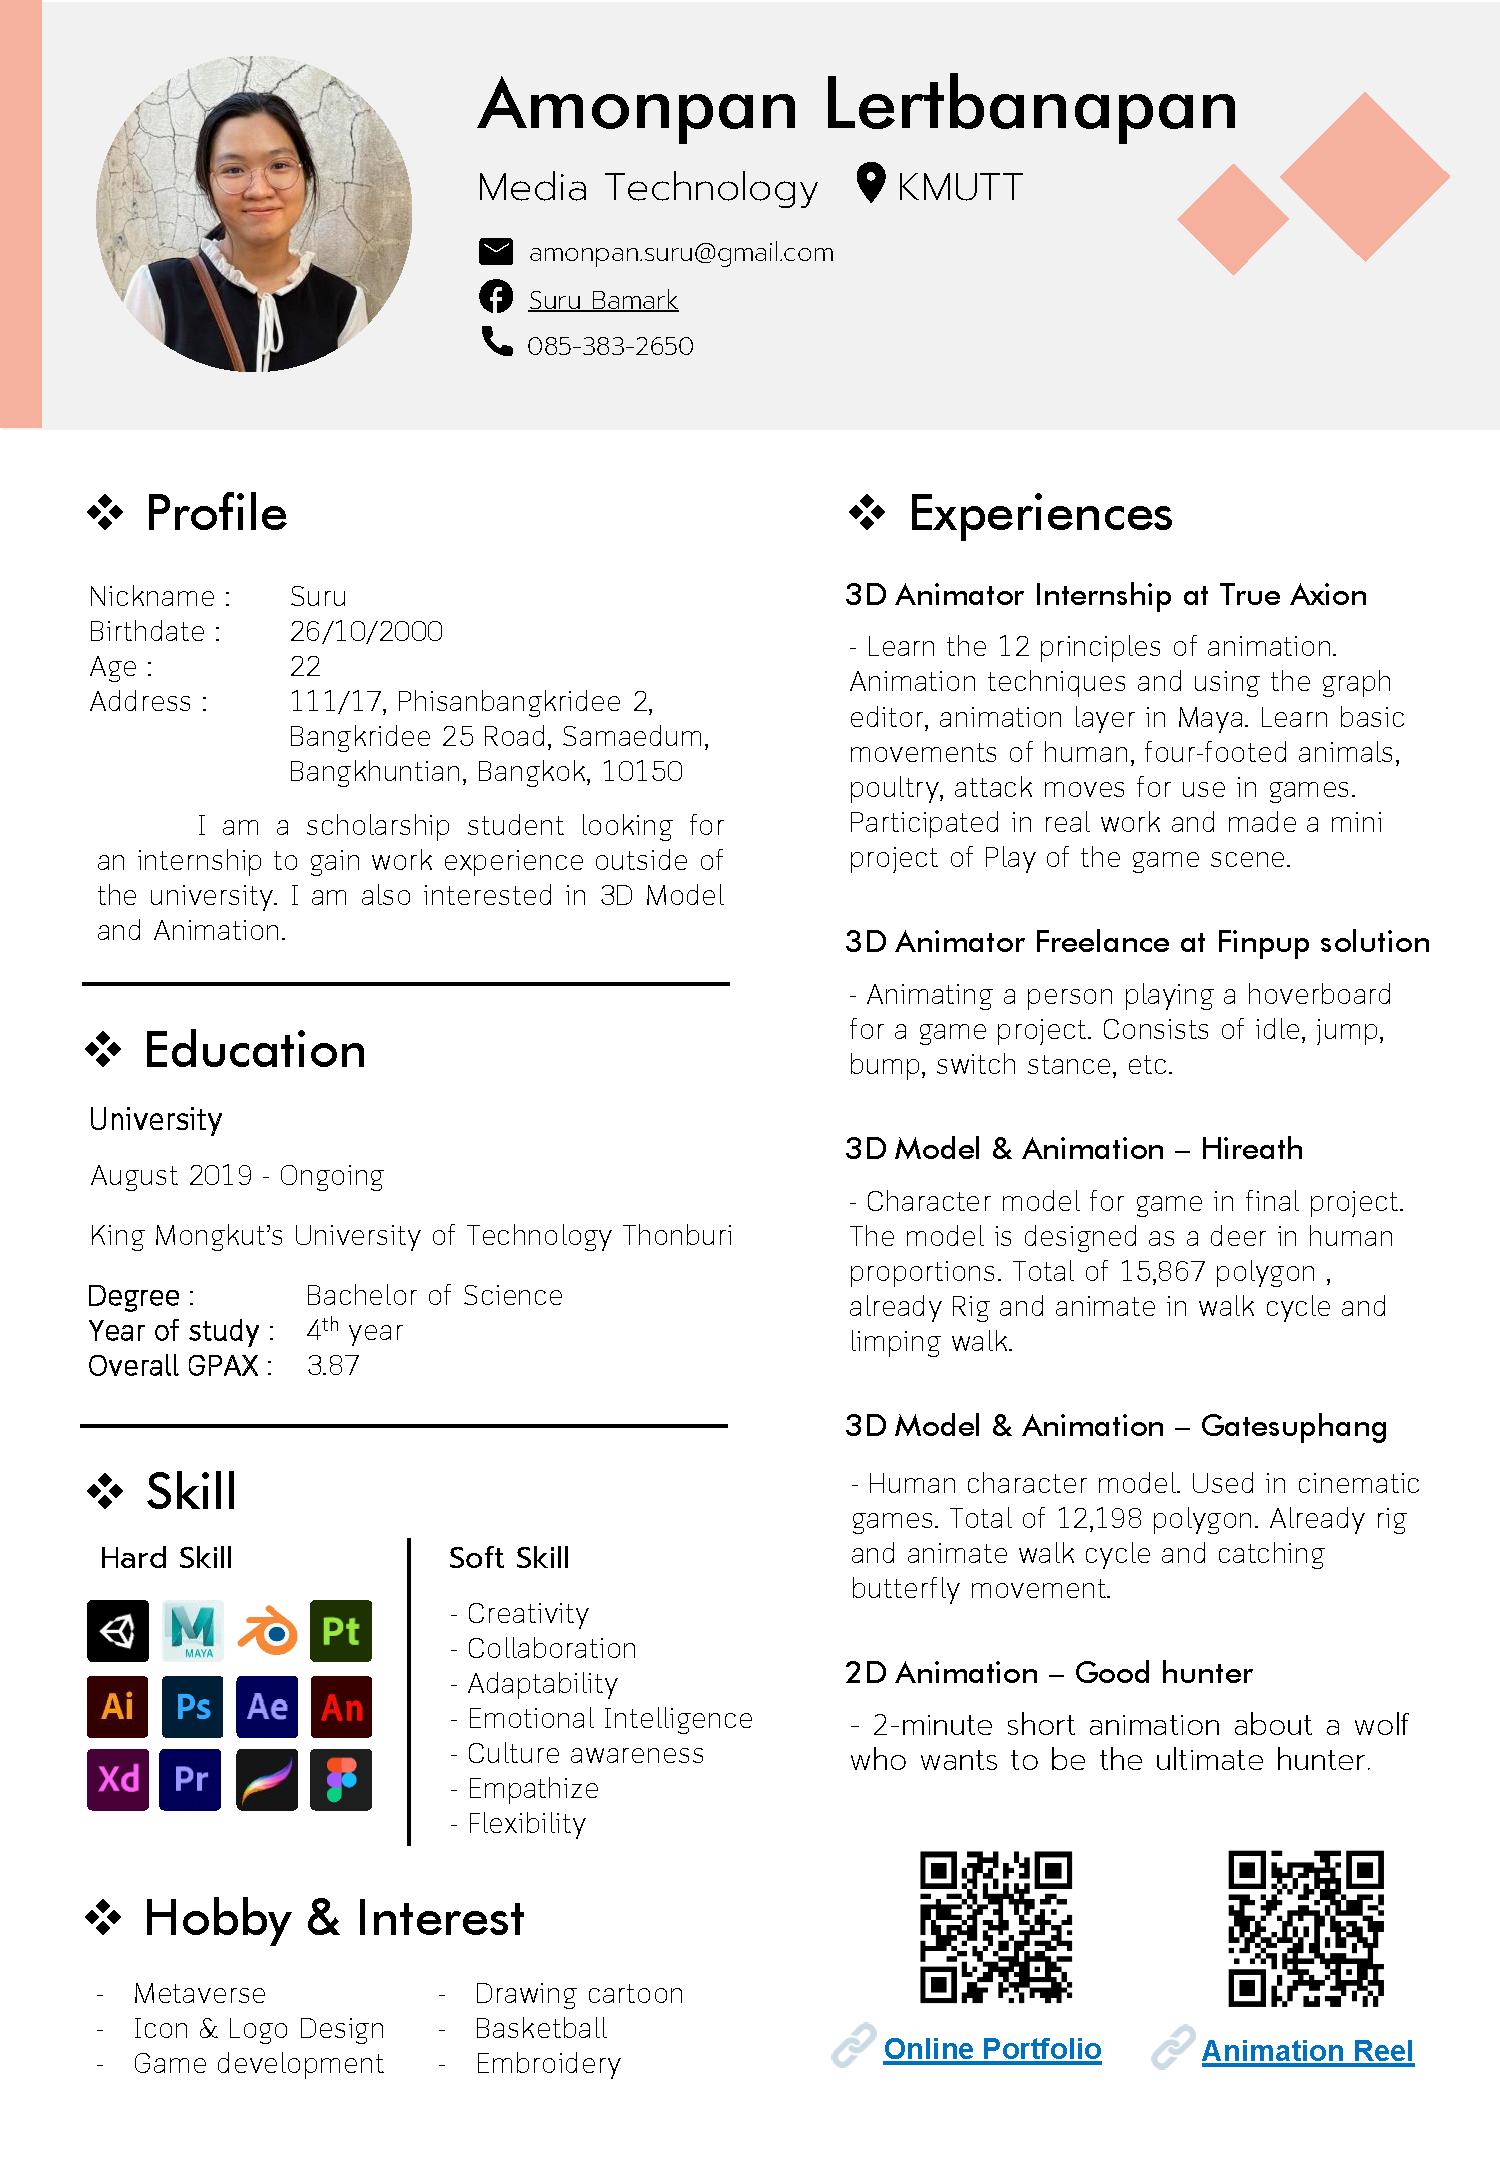 Amonpan Lertbanapan
Media Technology KMUTT
amonpan.suru@gmail.com
Suru Bamark
085-383-2650
❖ Profile
Nickname : Suru
Birthdate : 26/10/2000
Age : 22
Address : 111/17, Phisanbangkridee 2,
Bangkridee 25 Road, Samaedum,
Bangkhuntian, Bangkok, 10150
I am a scholarship student looking for
an internship to gain work experience outside of
the university. I am also interested in 3D Model
and Animation.
❖ Education
University
August 2019 - Ongoing
King Mongkut’s University of Technology Thonburi
Degree : Bachelor of Science
Year of study : 4th year
Overall GPAX : 3.87
❖ Skill
Hard Skill
MAYA Pt
Ai Ps Ae An
Xd Pr
Soft Skill
- Creativity
- Collaboration
- Adaptability
- Emotional Intelligence
- Culture awareness
- Empathize
- Flexibility
❖ Hobby & Interest
- Metaverse
- Icon & Logo Design
- Game development
- Drawing cartoon
- Basketball
- Embroidery
❖ Experiences
3D Animator Internship at True Axion
- Learn the 12 principles of animation.
Animation techniques and using the graph
editor, animation layer in Maya. Learn basic
movements of human, four-footed animals,
poultry, attack moves for use in games.
Participated in real work and made a mini
project of Play of the game scene.
3D Animator Freelance at Finpup solution
- Animating a person playing a hoverboard
for a game project. Consists of idle, jump,
bump, switch stance, etc.
3D Model & Animation – Hireath
- Character model for game in final project.
The model is designed as a deer in human
proportions. Total of 15,867 polygon ,
already Rig and animate in walk cycle and
limping walk.
3D Model & Animation – Gatesuphang
- Human character model. Used in cinematic
games. Total of 12,198 polygon. Already rig
and animate walk cycle and catching
butterfly movement.
2D Animation – Good hunter
- 2-minute short animation about a wolf
who wants to be the ultimate hunter.
Online Portfolio
Animation Reel